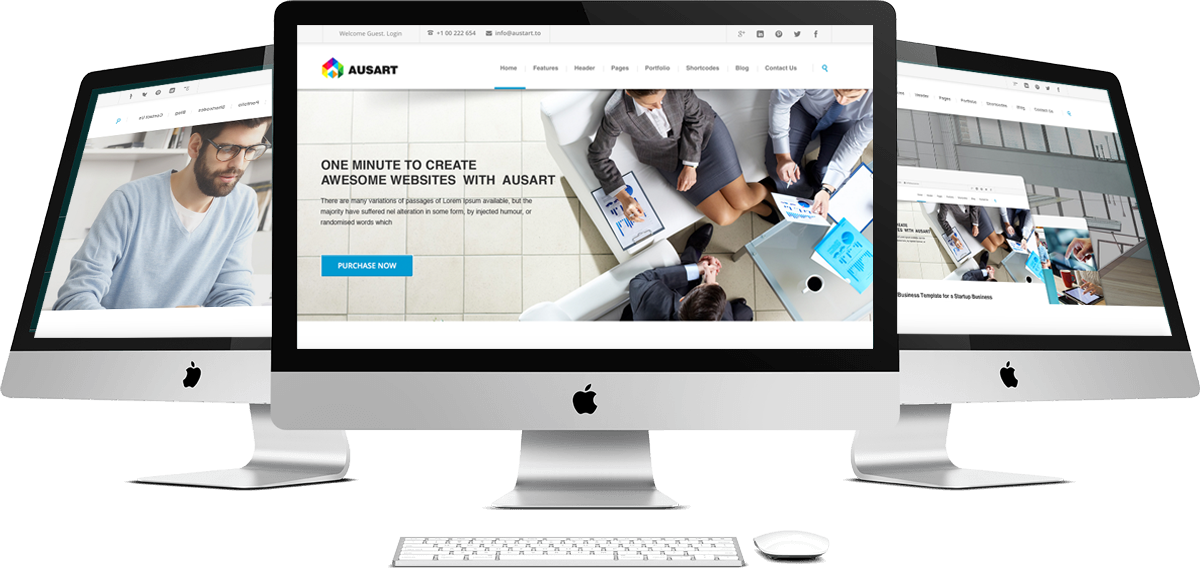 Welcome Guest. Login
+1 00 222 654
info@austart.to
AUSART
Home
Features
Header
Pages
Portfolio
Shortcodes
Blog
Contact Us
ONE MINUTE TO CREATE
AWESOME WEBSITES WITH AUSART
There are many variations of passages of Lorem Ipsum available, but the
majority have suffered nel alteration in some form, by injected humour, or
randomised words which
PURCHASE NOW
Portfolio
Shortcodes
Blog
Contact Us
Pages
Portfolio
Shortcodes
Blog
Contact Us
Business Template for a Startup Business